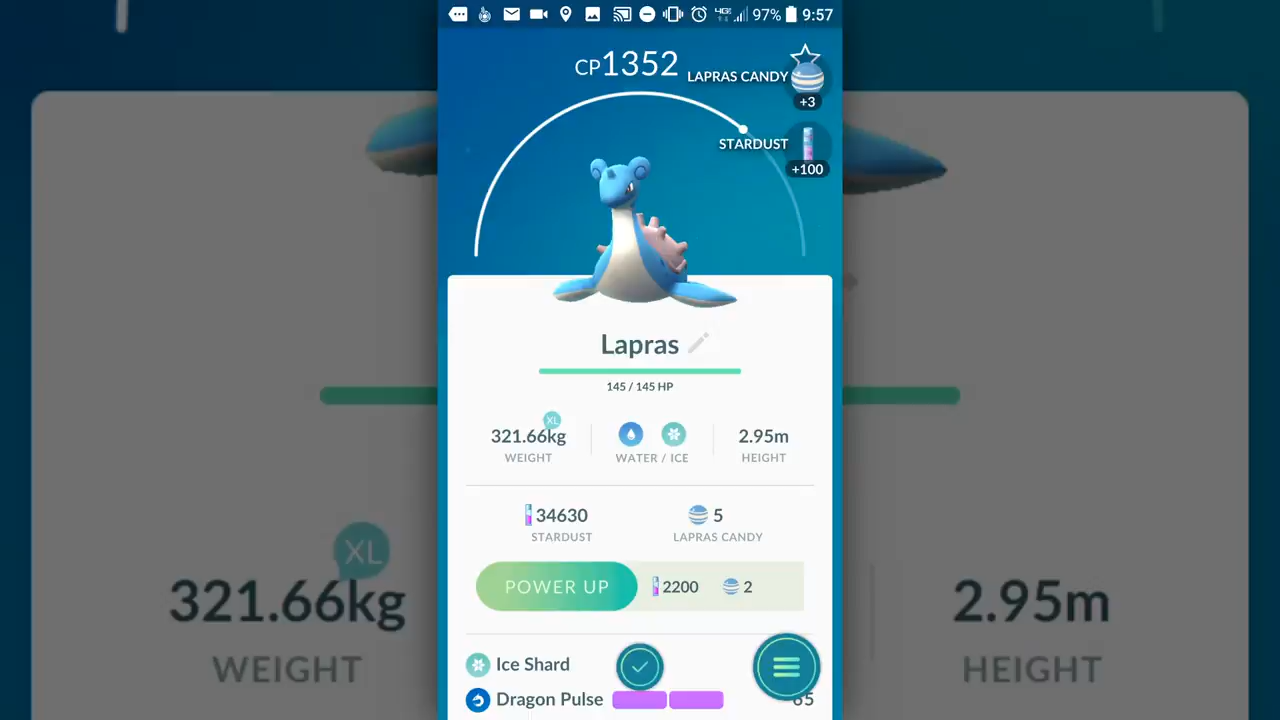 4G 97% 9:57
CP1352
LAPRAS CANDY
+3
STARDUST
+100
Lapras
145 / 145 HP
XL
321.66kg
WEIGHT
WATER / ICE
2.95m
HEIGHT
34630
STARDUST
5
LAPRAS CANDY
POWER UP 2200 2
Ice Shard
Dragon Pulse 65
XL
321.66kg
WEIGHT
2.95m
HEIGHT